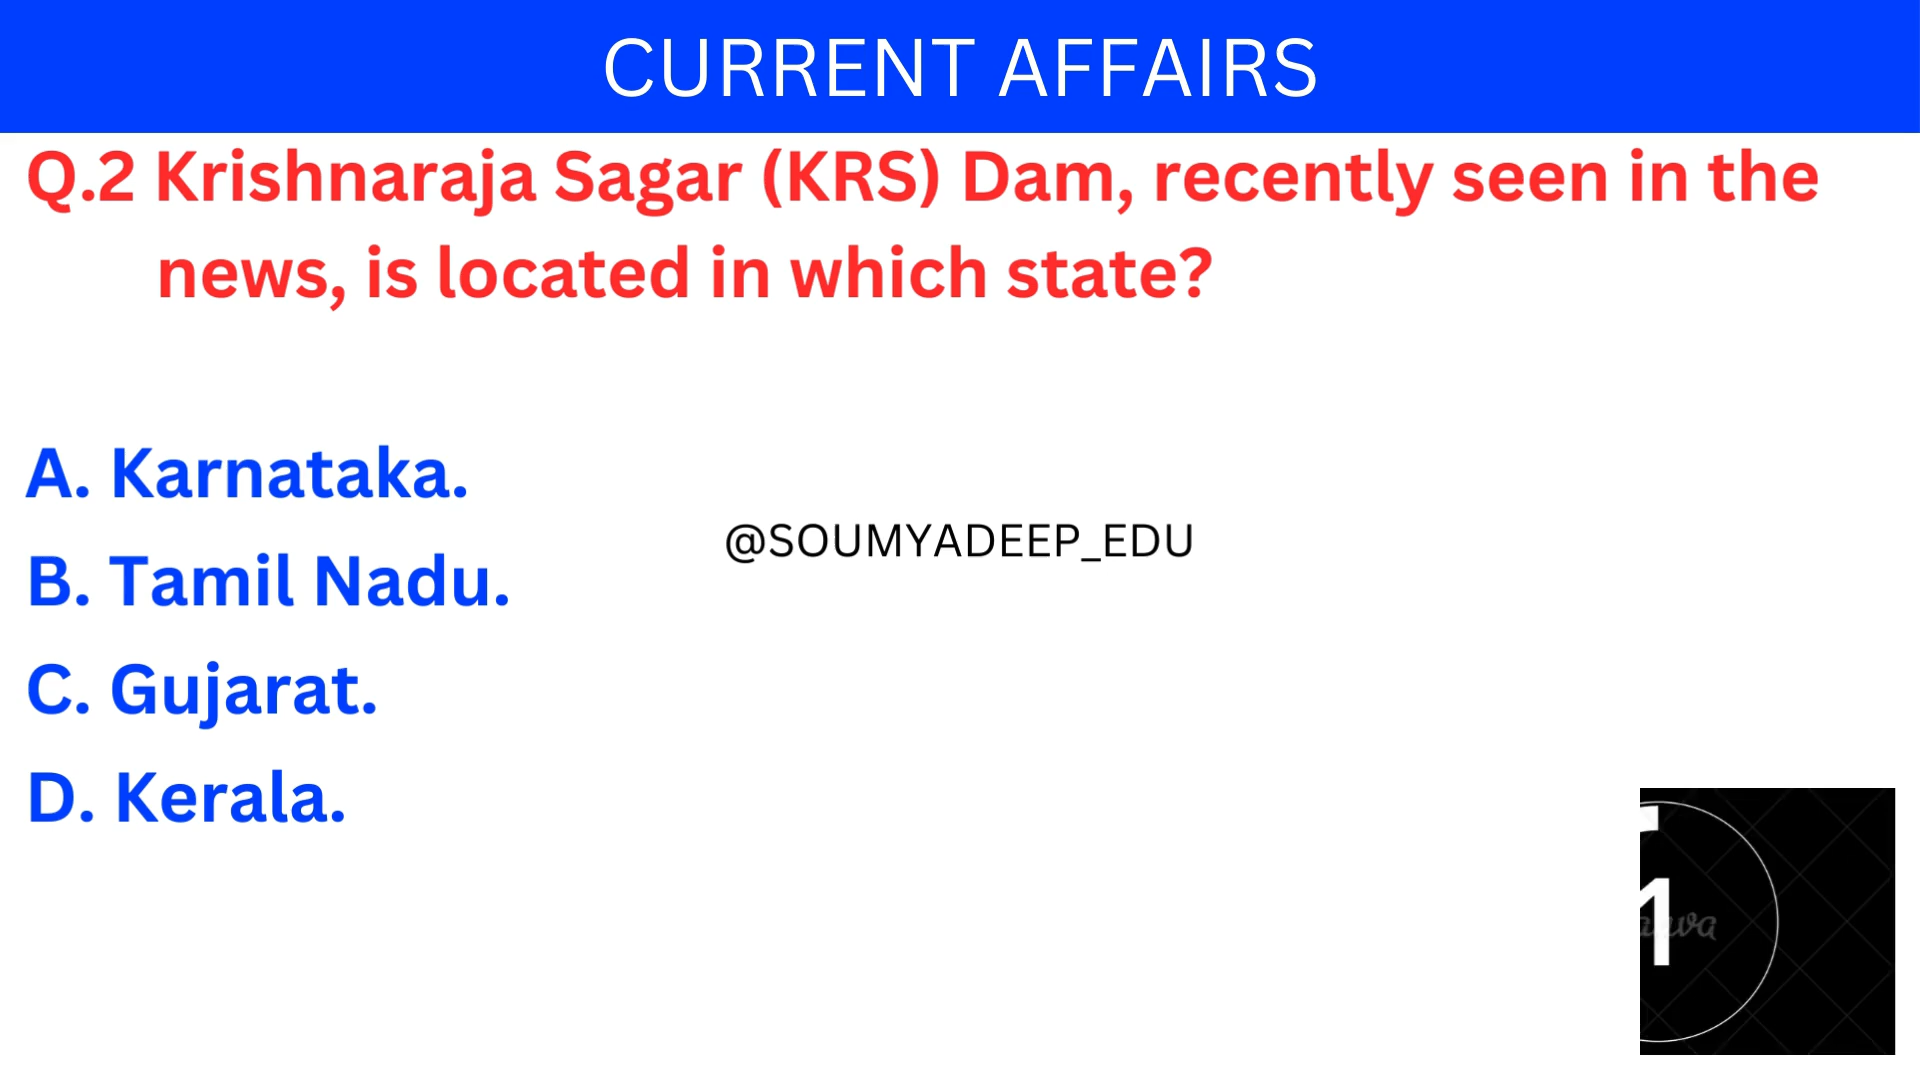 CURRENT AFFAIRS
Q.2 Krishnaraja Sagar (KRS) Dam, recently seen in the
news, is located in which state?
A. Karnataka.
@SOUMYADEEP_EDU
B. Tamil Nadu.
C. Gujarat.
D. Kerala.
1